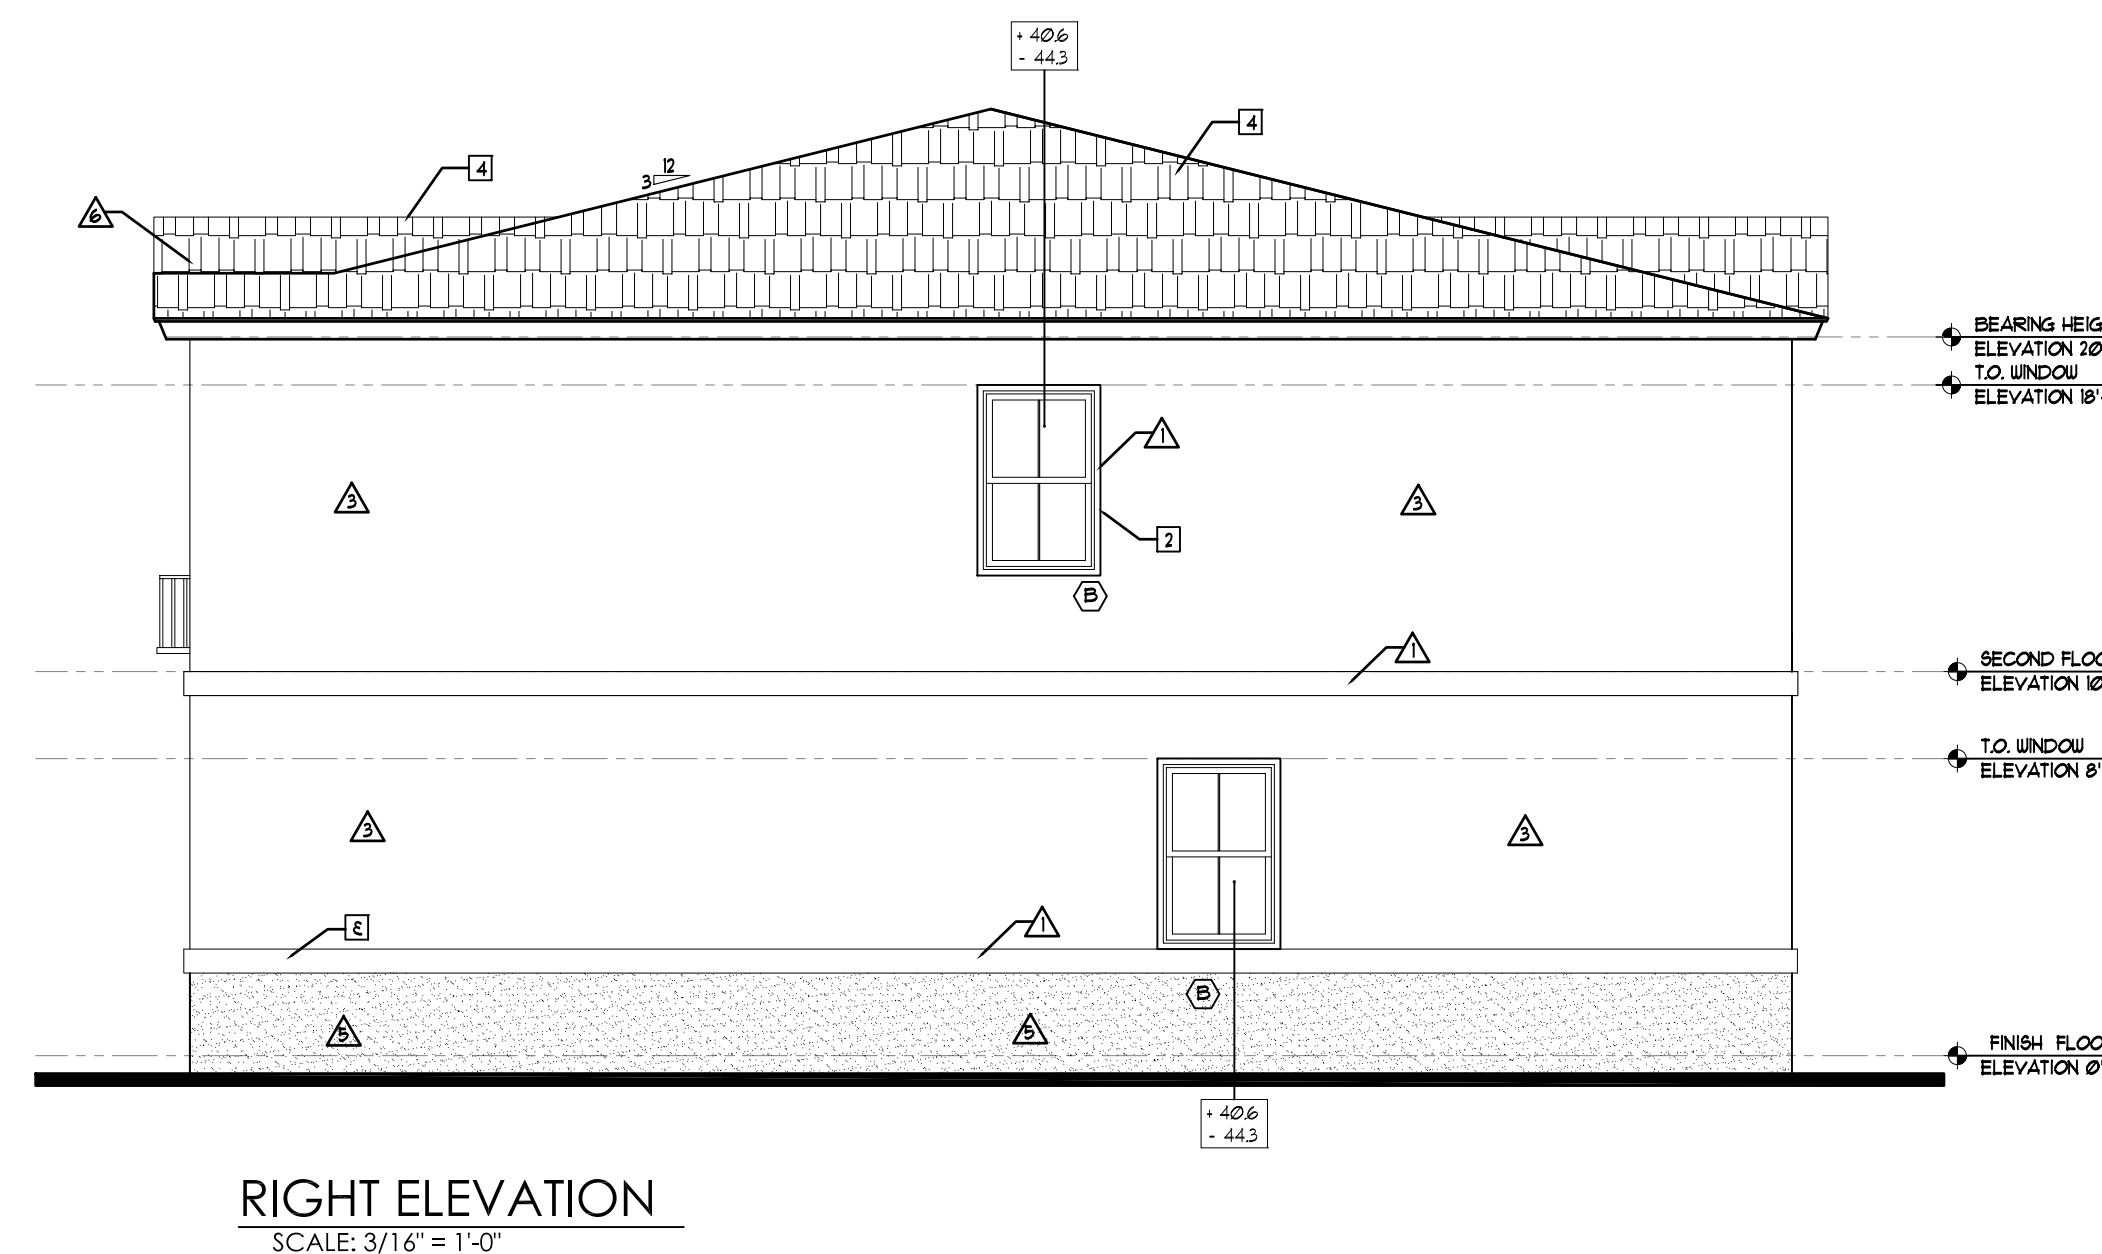 + 40.6
- 44.3
4
4
12
3
6
BEARING HEIG
ELEVATION 20
T.O. WINDOW
ELEVATION 18'-
1
3
3
2
B
1
SECOND FLOO
ELEVATION 10
T.O. WINDOW
ELEVATION 8'
3
3
1
3
B
5
5
FINISH FLOO
ELEVATION 0'
+ 40.6
- 44.3
RIGHT ELEVATION
SCALE: 3/16" = 1'-0"